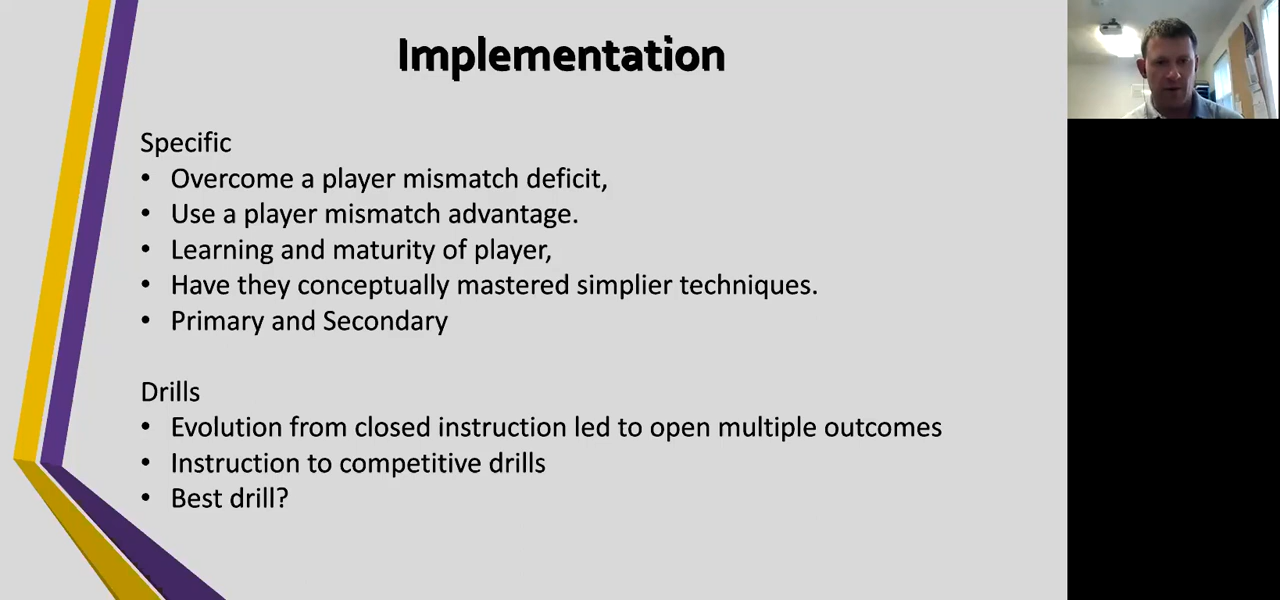 Implementation
Specific
• Overcome a player mismatch deficit,
• Use a player mismatch advantage.
• Learning and maturity of player,
• Have they conceptually mastered simplier techniques.
• Primary and Secondary
Drills
• Evolution from closed instruction led to open multiple outcomes
• Instruction to competitive drills
• Best drill?